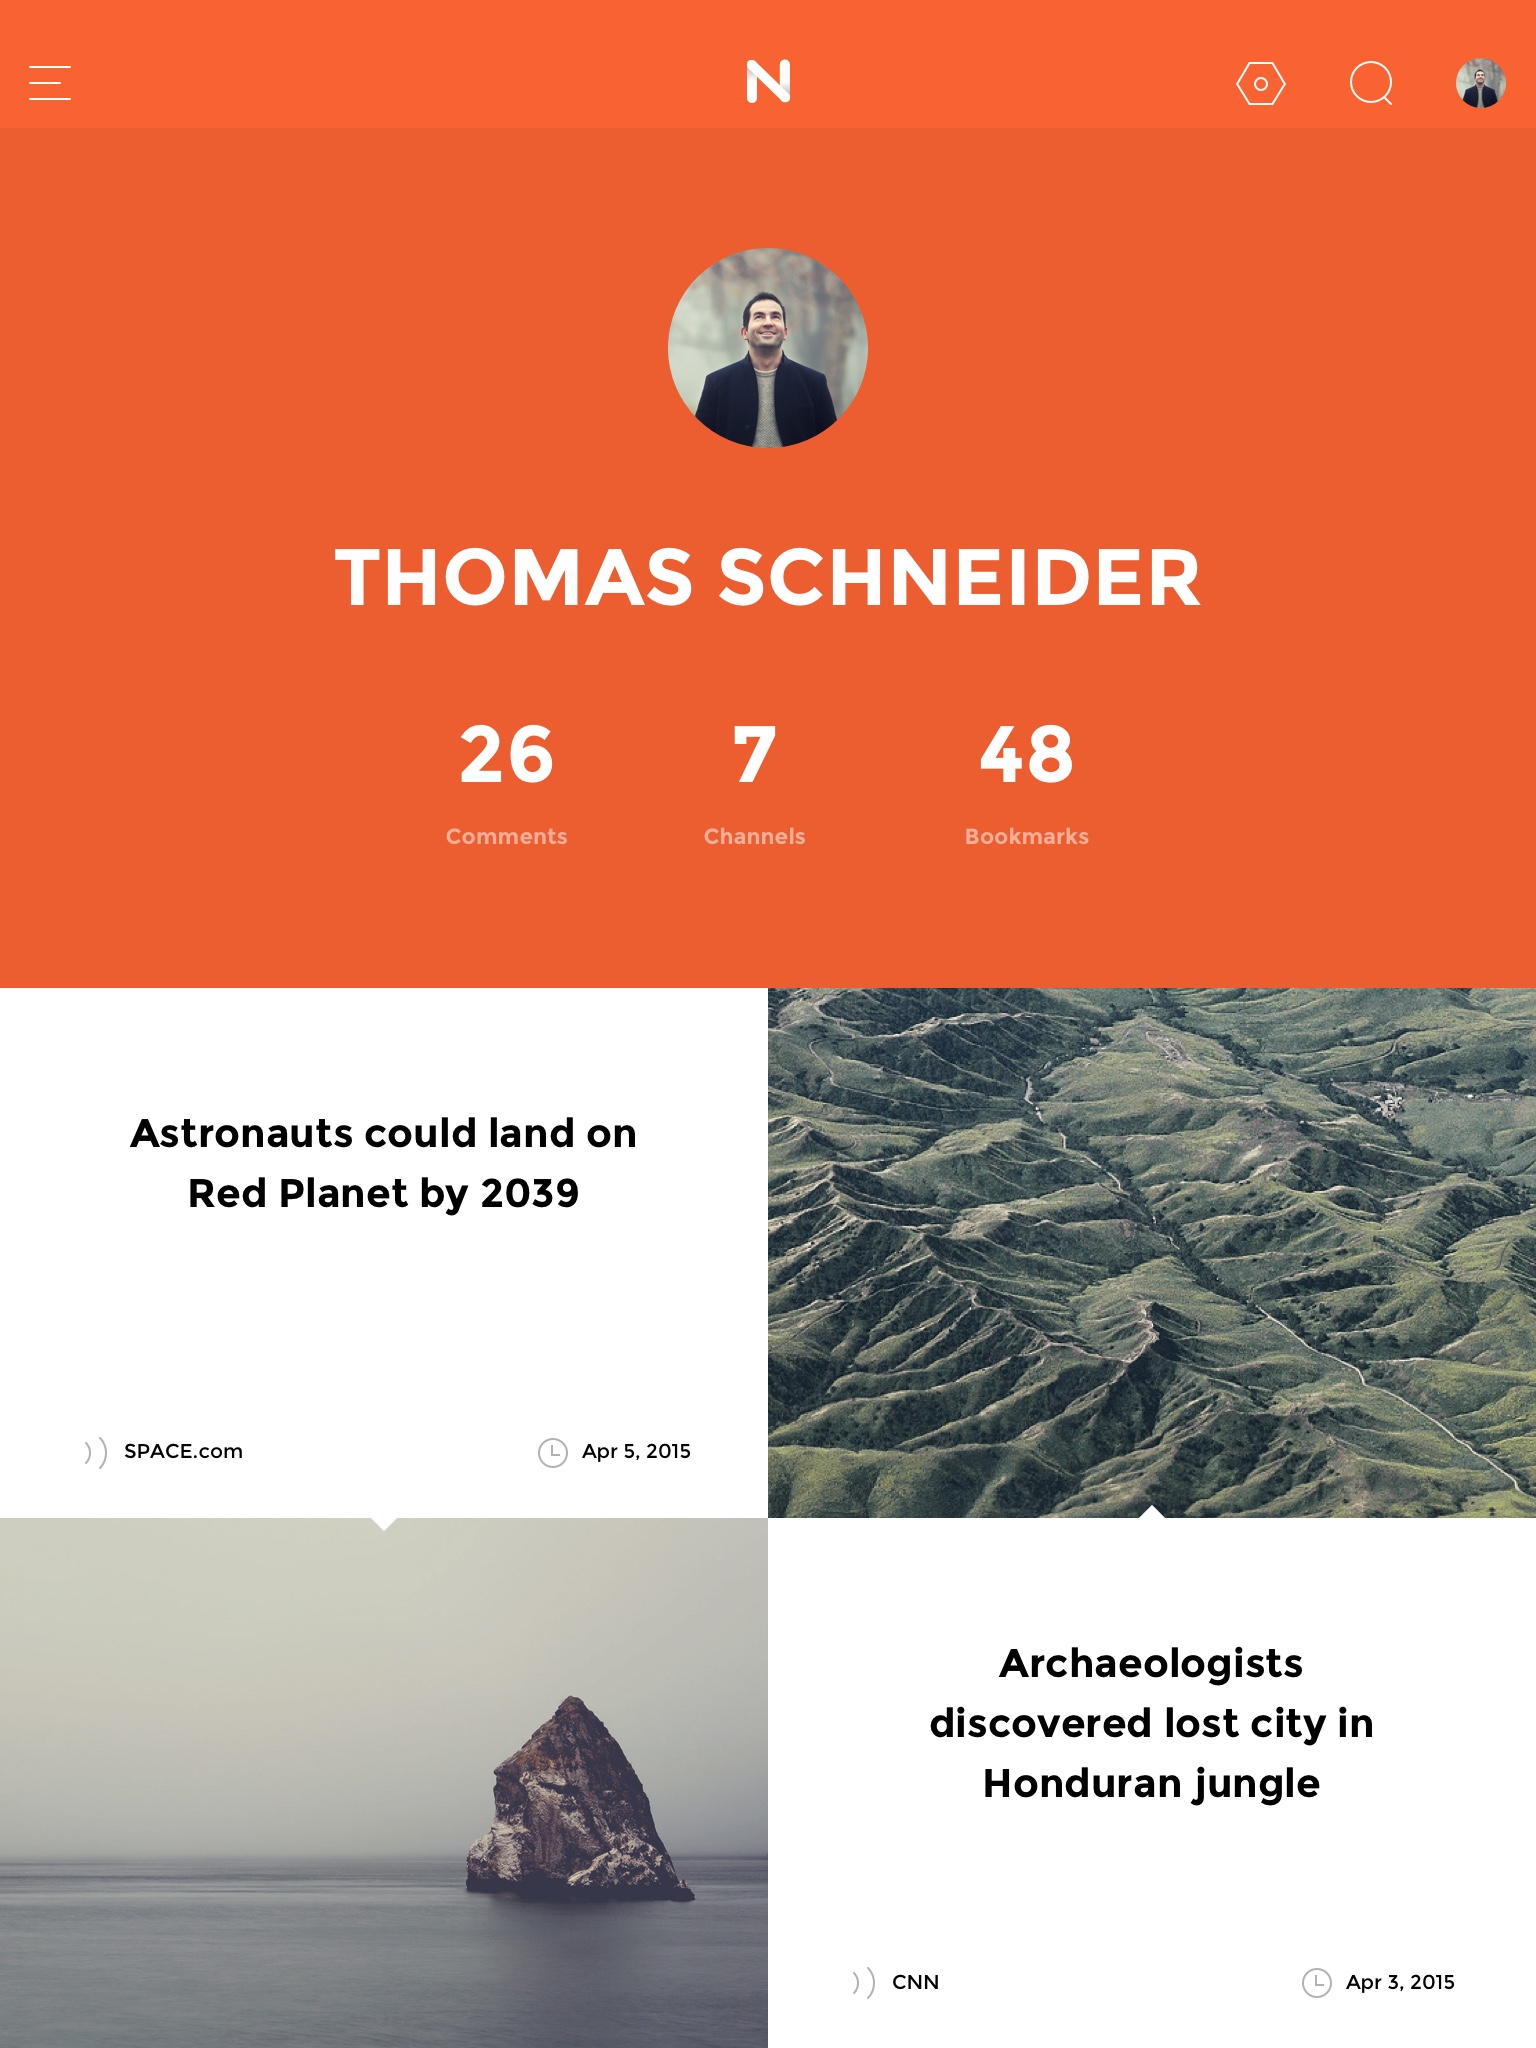 N
THOMAS SCHNEIDER
26 7 48
Comments Channels Bookmarks
Astronauts could land on
Red Planet by 2039
SPACE.com Apr 5, 2015
Archaeologists
discovered lost city in
Honduran jungle
CNN Apr 3, 2015